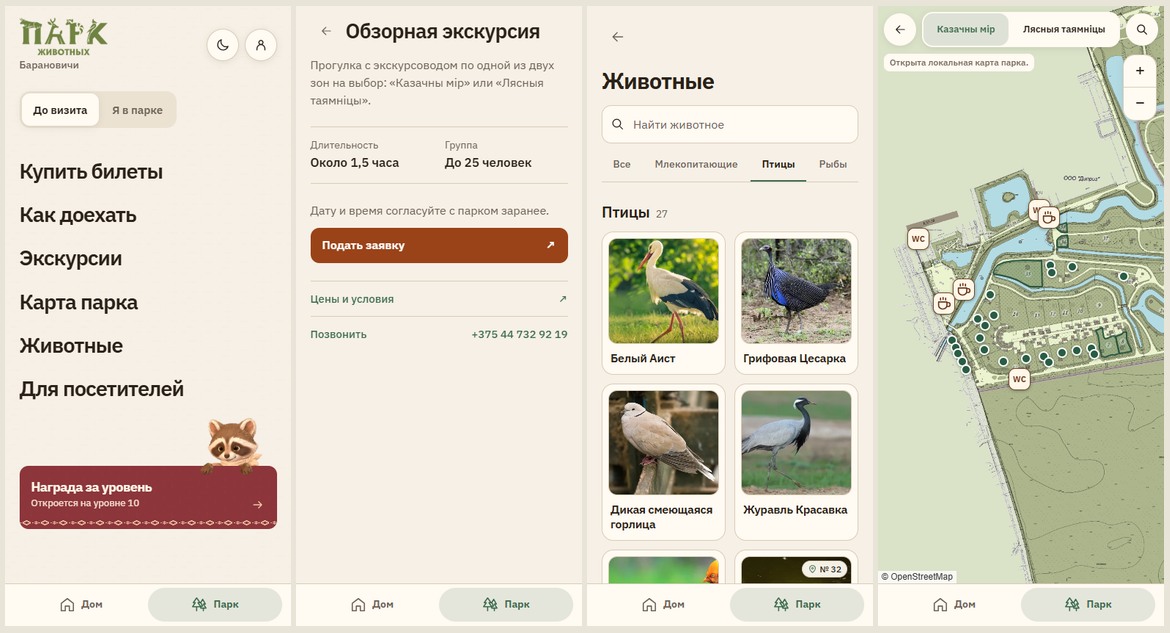 ПАРК
ЖИВОТНЫХ
Барановичи
До визита
Я в парке
Купить билеты
Как доехать
Экскурсии
Карта парка
Животные
Для посетителей
Награда за уровень
Откроется на уровне 10
Дом
Парк
Обзорная экскурсия
Прогулка с экскурсоводом по одной из двух
зон на выбор: «Казачны мір» или «Лясныя
таямніцы».
Длительность
Группа
Около 1,5 часа
До 25 человек
Дату и время согласуйте с парком заранее.
Подать заявку
Цены и условия
Позвонить
+375 44 732 92 19
Дом
Парк
Животные
Найти животное
Все
Млекопитающие
Птицы
Рыбы
Птицы 27
Белый Аист
Грифовая Цесарка
Дикая смеющаяся
горлица
Журавль Красавка
№ 32
Дом
Парк
Казачны мір
Лясныя таямніцы
Открыта локальная карта парка.
+
−
WC
WC
© OpenStreetMap
Дом
Парк